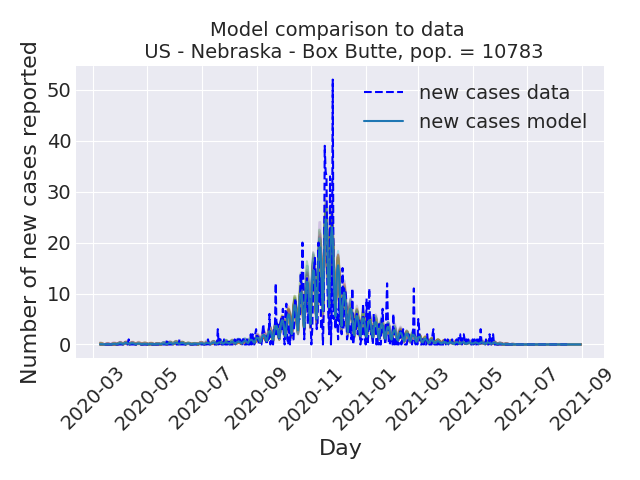 Model comparison to data
US - Nebraska - Box Butte, pop. = 10783
Number of new cases reported
50
40
30
20
10
0
new cases data
new cases model
2020-03
2020-05
2020-07
2020-09
2020-11
2021-01
2021-03
2021-05
2021-07
2021-09
Day